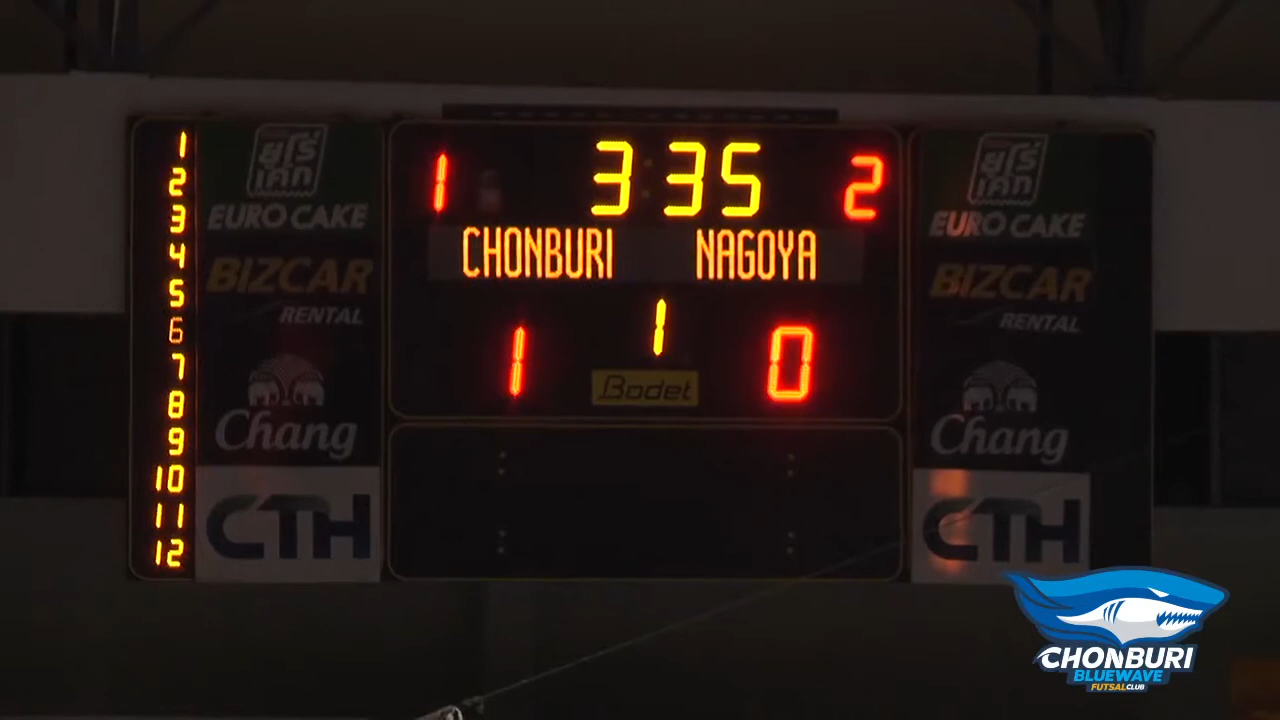 1
2
3
4
5
6
7
8
9
10
11
12
ยูโร่
เค้ก
EURO CAKE
BIZCAR
RENTAL
Chang
CTH
1 3:35 2
CHONBURI NAGOYA
1 1 0
Bodet
ยูโร่
เค้ก
EURO CAKE
BIZCAR
RENTAL
Chang
CTH
CHONBURI
BLUEWAVE
FUTSAL CLUB